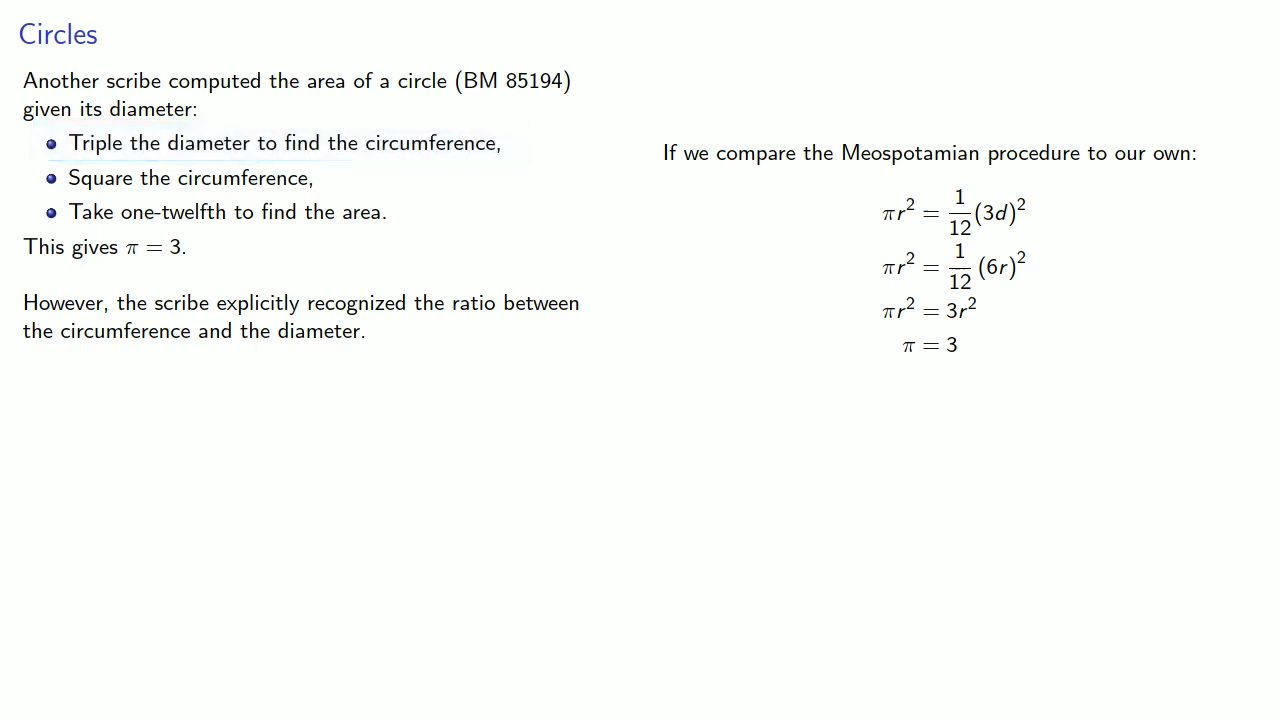 Circles
Another scribe computed the area of a circle (BM 85194)
given its diameter:
Triple the diameter to find the circumference,
Square the circumference,
Take one-twelfth to find the area.
This gives π = 3.
However, the scribe explicitly recognized the ratio between
the circumference and the diameter.
If we compare the Meospotamian procedure to our own:
πr² = 1/12 (3d)²
πr² = 1/12 (6r)²
πr² = 3r²
π = 3